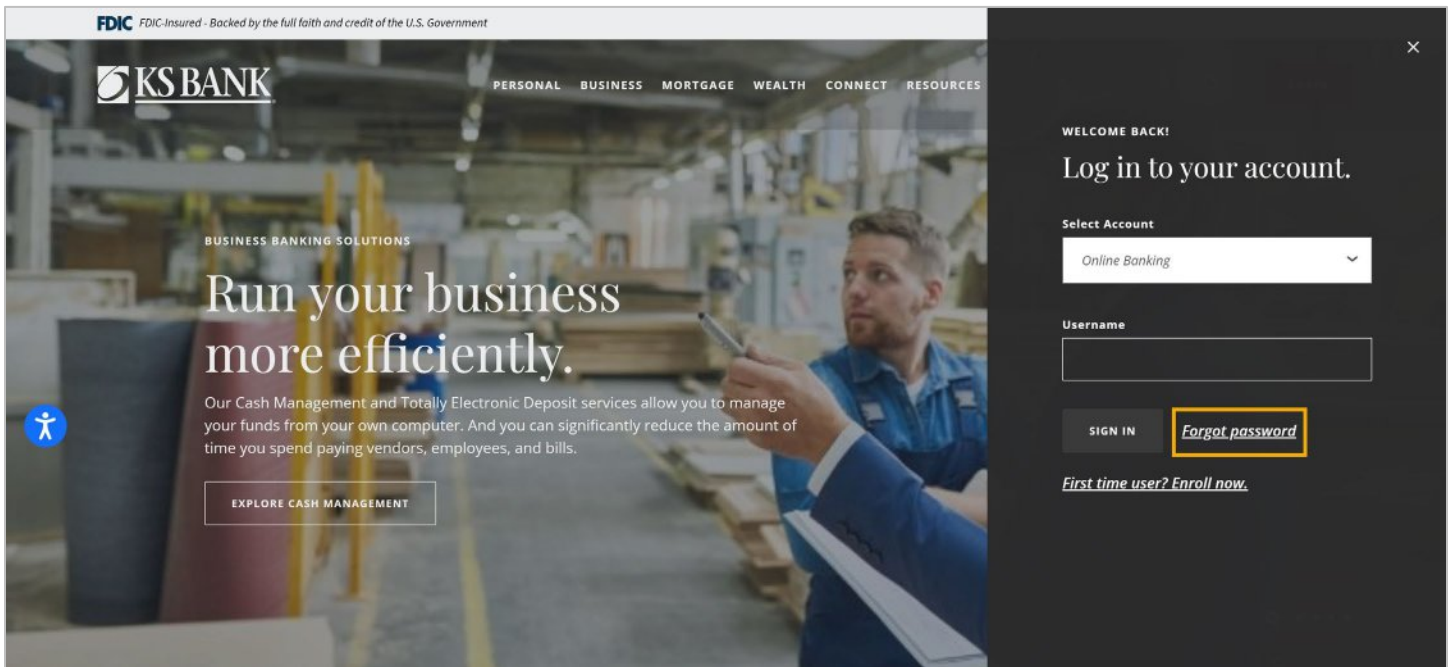 FDIC FDIC-Insured - Backed by the full faith and credit of the U.S. Government
KS BANK
PERSONAL BUSINESS MORTGAGE WEALTH CONNECT RESOURCES
BUSINESS BANKING SOLUTIONS
Run your business
more efficiently.
Our Cash Management and Totally Electronic Deposit services allow you to manage
your funds from your own computer. And you can significantly reduce the amount of
time you spend paying vendors, employees, and bills.
EXPLORE CASH MANAGEMENT
WELCOME BACK!
Log in to your account.
Select Account
Online Banking
Username
SIGN IN
Forgot password
First time user? Enroll now.